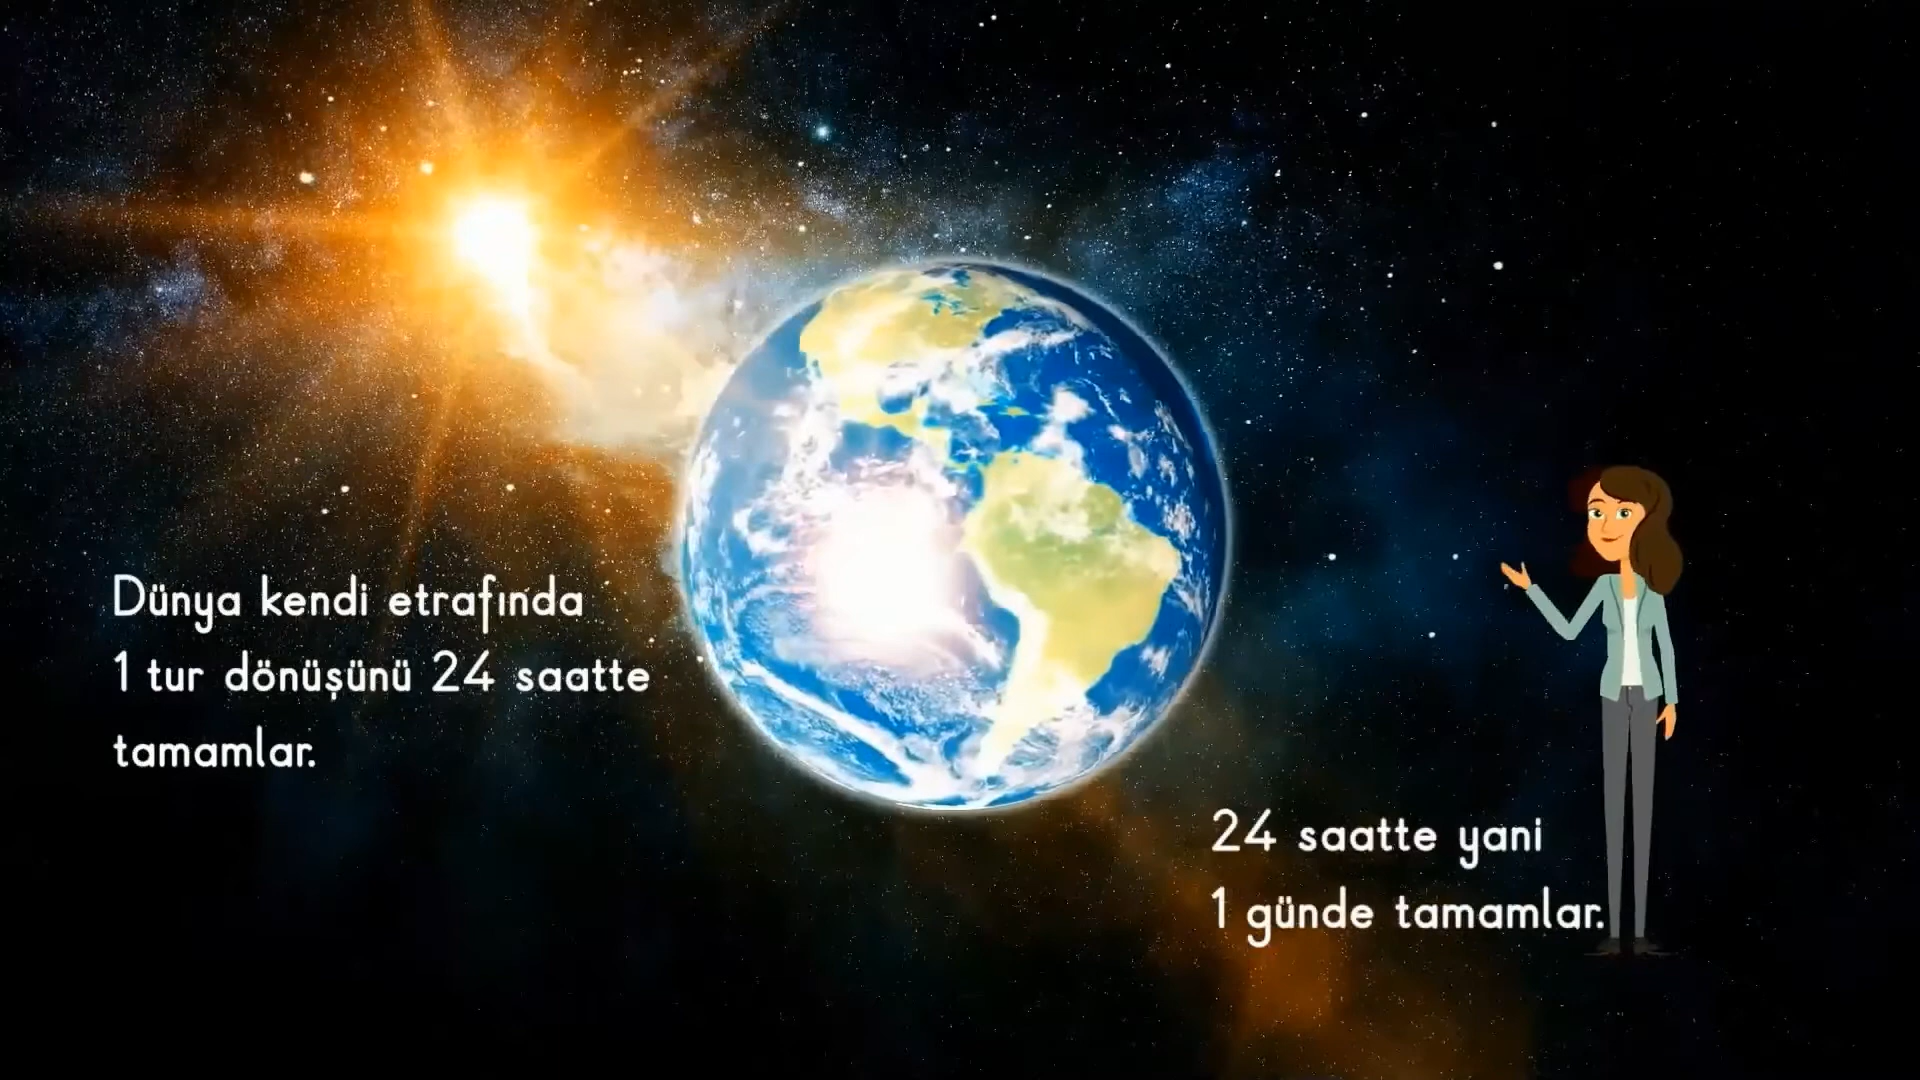 Dünya kendi etrafında
1 tur dönüşünü 24 saatte
tamamlar.
24 saatte yani
1 günde tamamlar.